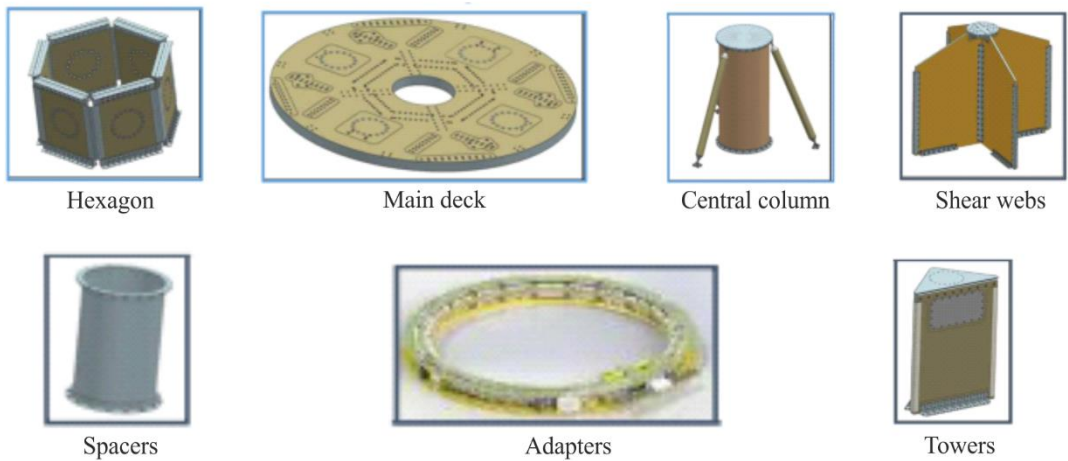 Hexagon
Main deck
Central column
Shear webs
Spacers
Adapters
Towers